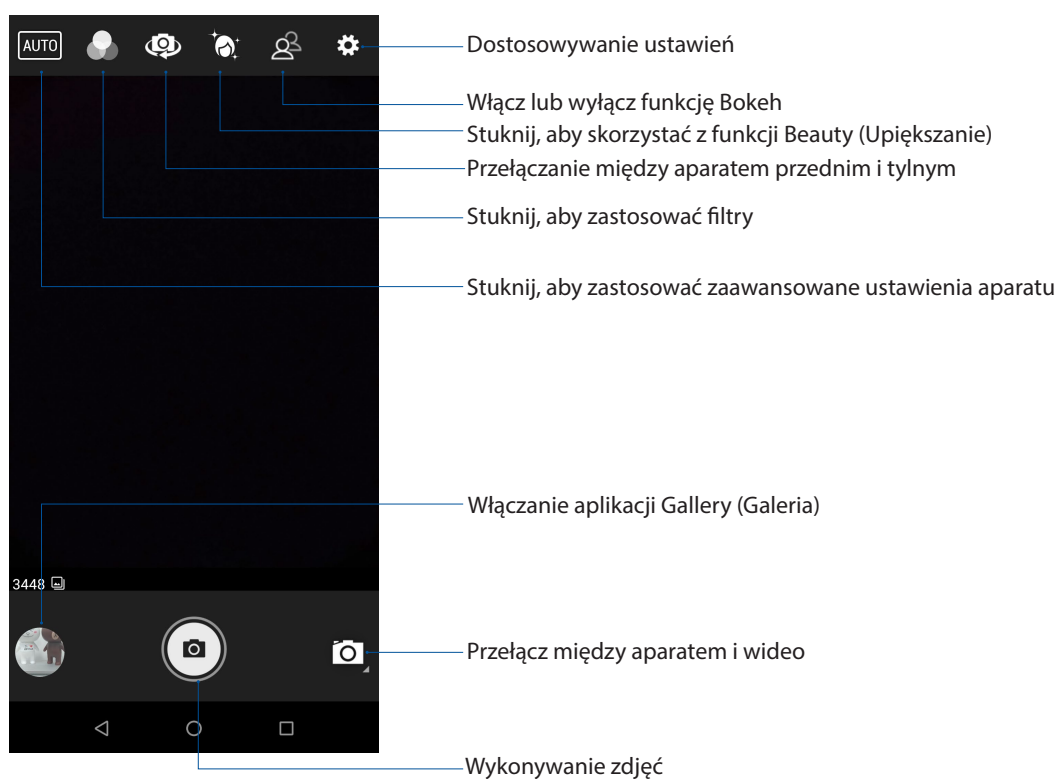 AUTO
Dostosowywanie ustawień
Włącz lub wyłącz funkcję Bokeh
Stuknij, aby skorzystać z funkcji Beauty (Upiększanie)
Przełączanie między aparatem przednim i tylnym
Stuknij, aby zastosować filtry
Stuknij, aby zastosować zaawansowane ustawienia aparatu
Włączanie aplikacji Gallery (Galeria)
3448
Przełącz między aparatem i wideo
Wykonywanie zdjęć